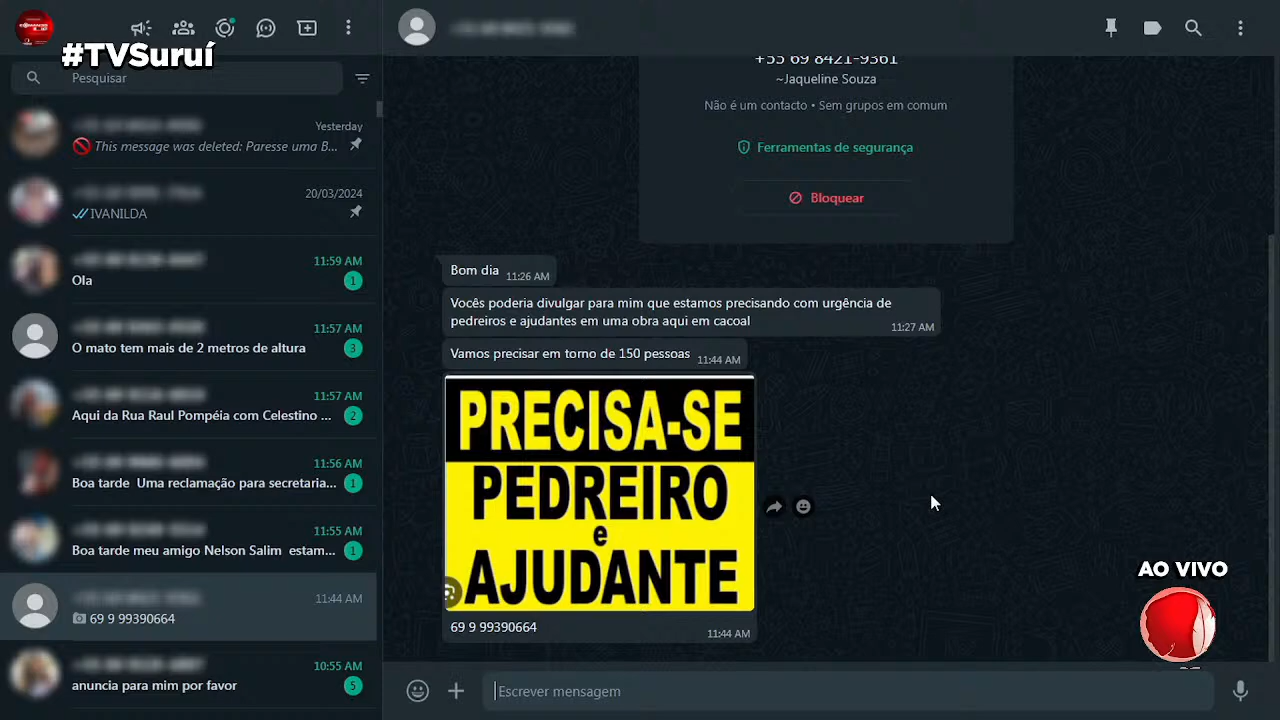 #TVSuruí
Pesquisar
Yesterday
This message was deleted: Paresse uma B...
20/03/2024
IVANILDA
11:59 AM
Ola
1
11:57 AM
O mato tem mais de 2 metros de altura
3
11:57 AM
Aqui da Rua Raul Pompéia com Celestino ...
2
11:56 AM
Boa tarde Uma reclamação para secretaria...
1
11:55 AM
Boa tarde meu amigo Nelson Salim estam...
1
11:44 AM
69 9 99390664
10:55 AM
anuncia para mim por favor
5
+55 69 8421-9361
~Jaqueline Souza
Não é um contacto • Sem grupos em comum
Ferramentas de segurança
Bloquear
Bom dia 11:26 AM
Vocês poderia divulgar para mim que estamos precisando com urgência de
pedreiros e ajudantes em uma obra aqui em cacoal
11:27 AM
Vamos precisar em torno de 150 pessoas 11:44 AM
PRECISA-SE
PEDREIRO
e
AJUDANTE
69 9 99390664
11:44 AM
Escrever mensagem
AO VIVO